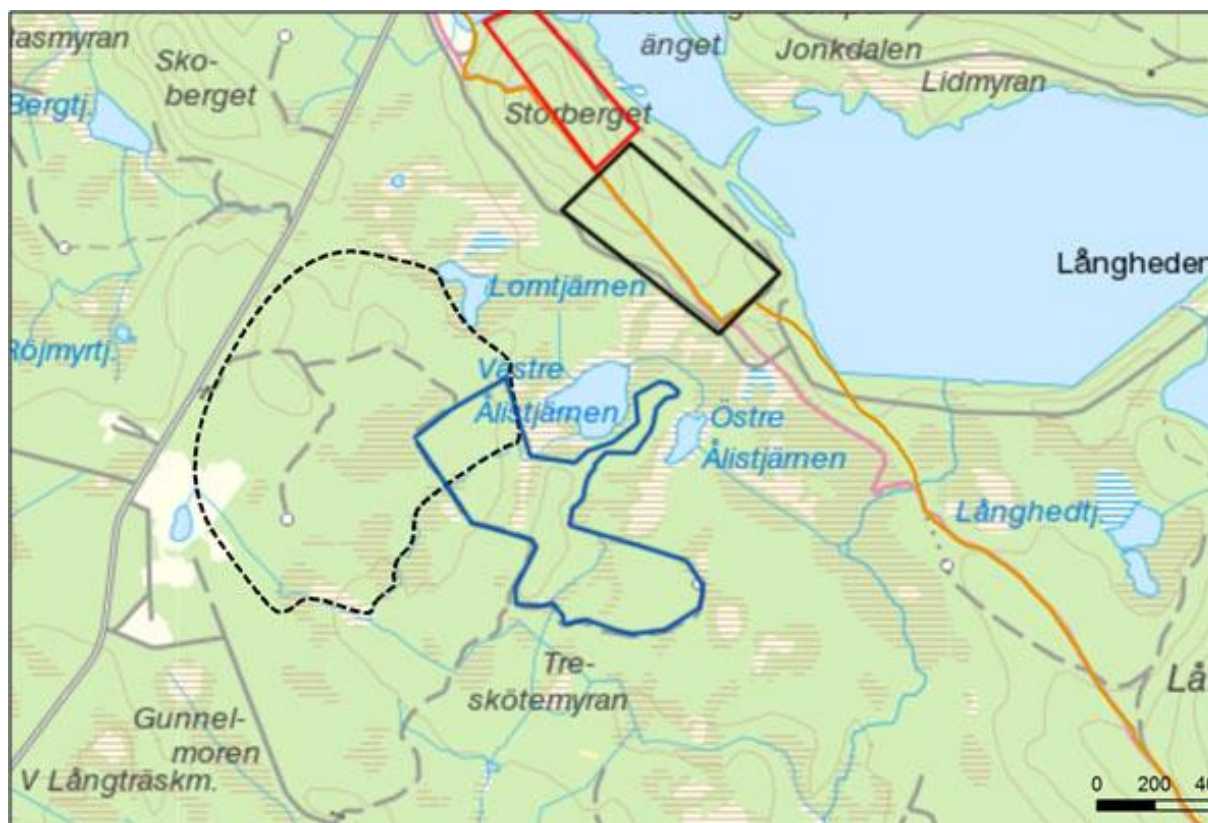 änget
Jonkdalen
Lidmyran
Sko-
berget
Bergtj.
Storberget
Långheden
Lomtjärnen
Röjmyrtj.
Västre
Ålistjärnen
Östre
Ålistjärnen
Långhedtj.
Tre-
skötemyran
Gunnel-
moren
V Långträskm.
0 200